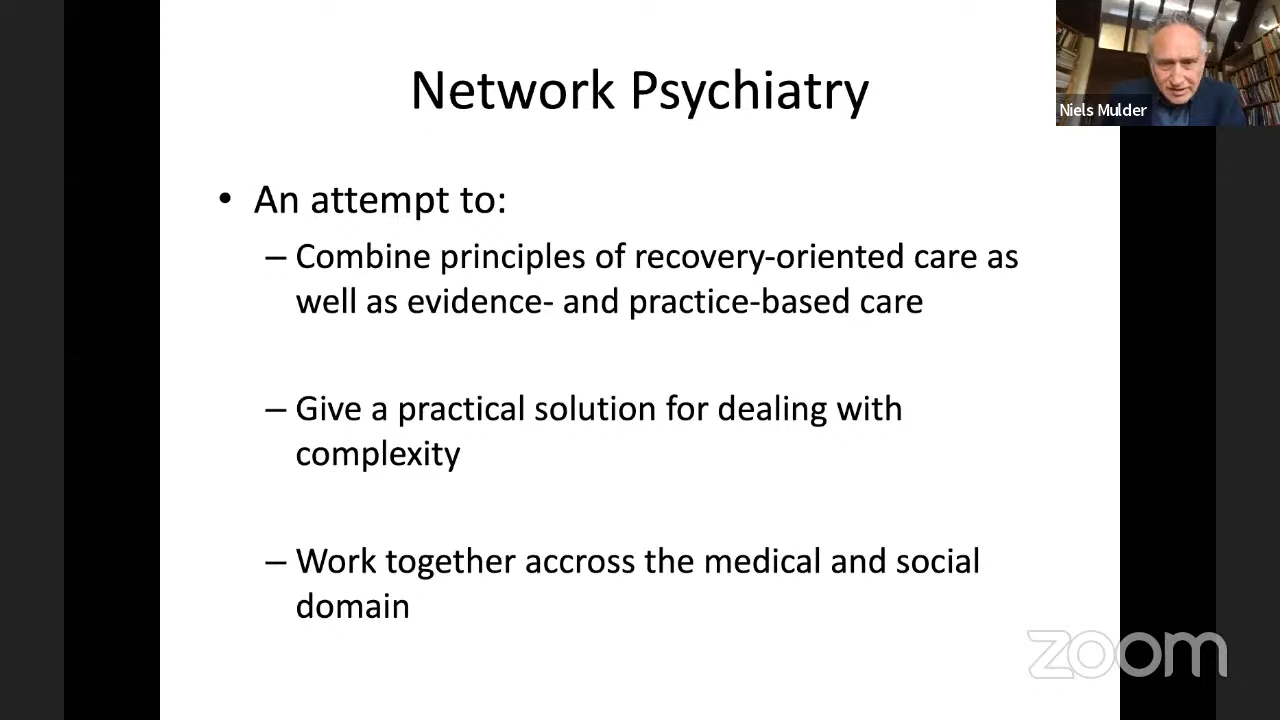 Network Psychiatry
Niels Mulder
• An attempt to:
– Combine principles of recovery-oriented care as
well as evidence- and practice-based care
– Give a practical solution for dealing with
complexity
– Work together accross the medical and social
domain
zoom